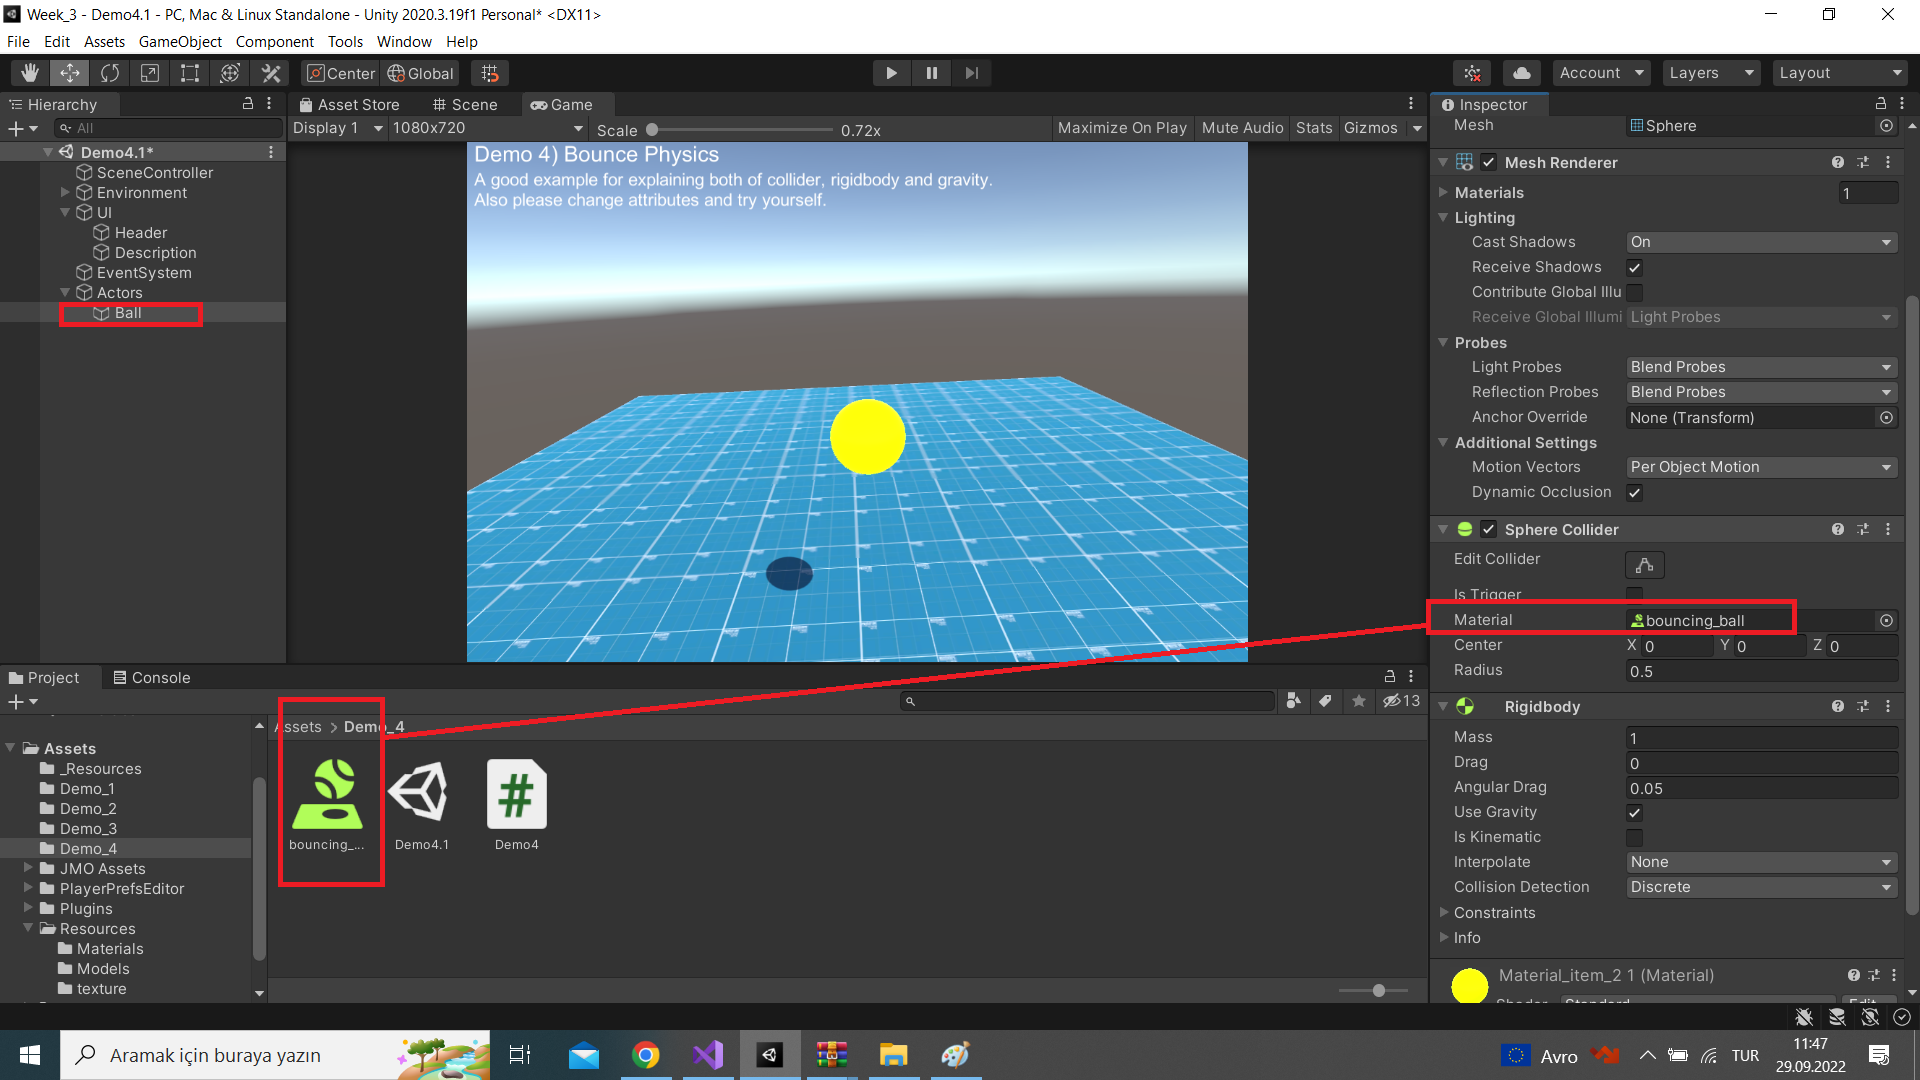 Week_3 - Demo4.1 - PC, Mac & Linux Standalone - Unity 2020.3.19f1 Personal* <DX11>
File Edit Assets GameObject Component Tools Window Help
Center Global Account Layers Layout
Hierarchy
All
Demo4.1*
SceneController
Environment
UI
Header
Description
EventSystem
Actors
Ball
Asset Store Scene Game
Display 1 1080x720 Scale 0.72x Maximize On Play Mute Audio Stats Gizmos
Demo 4) Bounce Physics
A good example for explaining both of collider, rigidbody and gravity.
Also please change attributes and try yourself.
Inspector
Mesh Sphere
Mesh Renderer
Materials 1
Lighting
Cast Shadows On
Receive Shadows
Contribute Global Illu
Receive Global Illumi Light Probes
Probes
Light Probes Blend Probes
Reflection Probes Blend Probes
Anchor Override None (Transform)
Additional Settings
Motion Vectors Per Object Motion
Dynamic Occlusion
Sphere Collider
Edit Collider
Is Trigger
Material bouncing_ball
Center X 0 Y 0 Z 0
Radius 0.5
Rigidbody
Mass 1
Drag 0
Angular Drag 0.05
Use Gravity
Is Kinematic
Interpolate None
Collision Detection Discrete
Constraints
Info
Material_item_2 1 (Material)
Shader Standard Edit
Project Console
13
Assets
_Resources
Demo_1
Demo_2
Demo_3
Demo_4
JMO Assets
PlayerPrefsEditor
Plugins
Resources
Materials
Models
texture
Assets > Demo_4
bouncing_... Demo4.1 Demo4
Aramak için buraya yazın
Avro TUR 11:47
29.09.2022